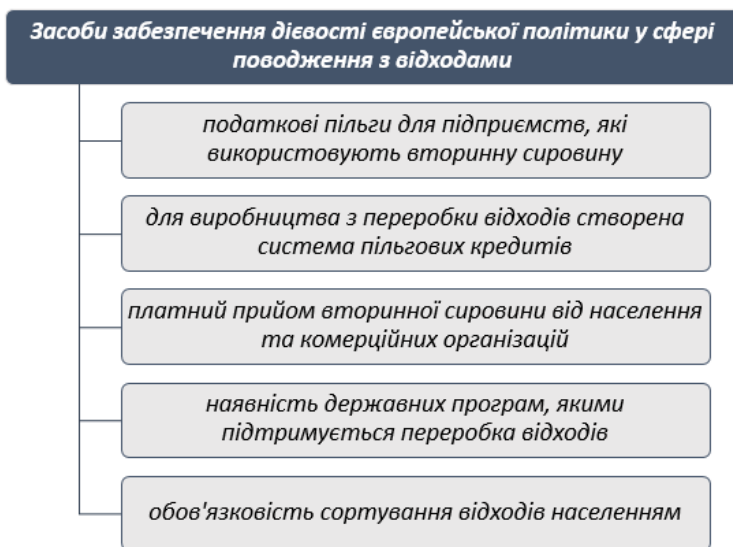 Засоби забезпечення дієвості європейської політики у сфері
поводження з відходами
податкові пільги для підприємств, які
використовують вторинну сировину
для виробництва з переробки відходів створена
система пільгових кредитів
платний прийом вторинної сировини від населення
та комерційних організацій
наявність державних програм, якими
підтримується переробка відходів
обов'язковість сортування відходів населенням